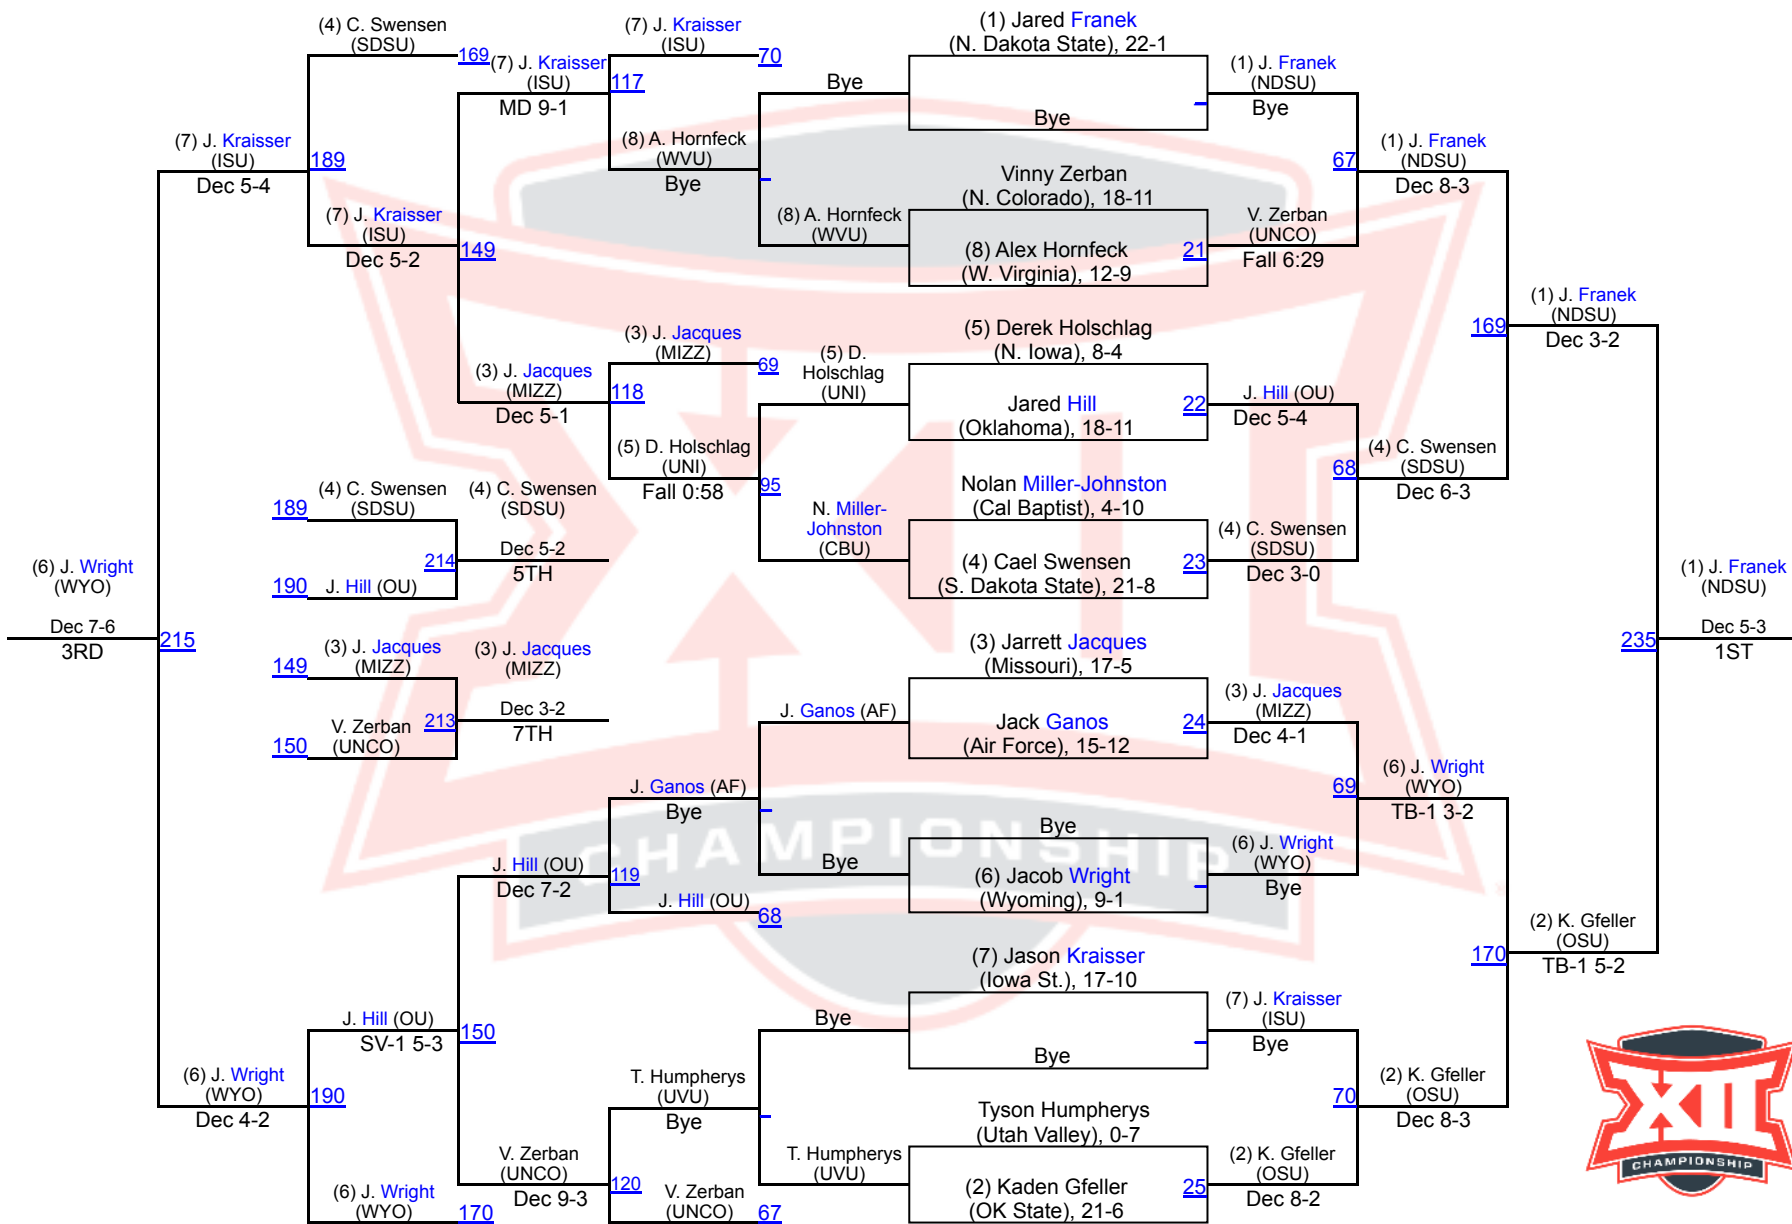 (4) C. Swensen
(SDSU)
169
(7) J. Kraisser
(ISU)
Dec 5-4
189
(7) J. Kraisser
(ISU)
Dec 5-2
149
(7) J. Kraisser
(ISU)
MD 9-1
117
(7) J. Kraisser
(ISU)
70
(8) A. Hornfeck
(WVU)
Bye
Bye
(8) A. Hornfeck
(WVU)
(3) J. Jacques
(MIZZ)
Dec 5-1
118
(3) J. Jacques
(MIZZ)
69
(5) D. Holschlag
(UNI)
Fall 0:58
95
(5) D.
Holschlag
(UNI)
N. Miller-
Johnston
(CBU)
189
(4) C. Swensen
(SDSU)
190
J. Hill (OU)
214
(4) C. Swensen
(SDSU)
Dec 5-2
5TH
(6) J. Wright
(WYO)
Dec 7-6
3RD
215
149
(3) J. Jacques
(MIZZ)
150
V. Zerban
(UNCO)
213
(3) J. Jacques
(MIZZ)
Dec 3-2
7TH
J. Ganos (AF)
J. Ganos (AF)
Bye
Bye
J. Hill (OU)
Dec 7-2
119
J. Hill (OU)
68
J. Hill (OU)
SV-1 5-3
150
(6) J. Wright
(WYO)
Dec 4-2
190
(6) J. Wright
(WYO)
170
V. Zerban
(UNCO)
Dec 9-3
120
T. Humpherys
(UVU)
Bye
V. Zerban
(UNCO)
67
Bye
T. Humpherys
(UVU)
(1) Jared Franek
(N. Dakota State), 22-1
Bye
Vinny Zerban
(N. Colorado), 18-11
(8) Alex Hornfeck
(W. Virginia), 12-9
21
(5) Derek Holschlag
(N. Iowa), 8-4
Jared Hill
(Oklahoma), 18-11
22
Nolan Miller-Johnston
(Cal Baptist), 4-10
(4) Cael Swensen
(S. Dakota State), 21-8
23
(3) Jarrett Jacques
(Missouri), 17-5
Jack Ganos
(Air Force), 15-12
24
Bye
(6) Jacob Wright
(Wyoming), 9-1
(7) Jason Kraisser
(Iowa St.), 17-10
Bye
Tyson Humpherys
(Utah Valley), 0-7
(2) Kaden Gfeller
(OK State), 21-6
25
(1) J. Franek
(NDSU)
Bye
67
V. Zerban
(UNCO)
Fall 6:29
(1) J. Franek
(NDSU)
Dec 8-3
J. Hill (OU)
Dec 5-4
68
(4) C. Swensen
(SDSU)
Dec 3-0
(4) C. Swensen
(SDSU)
Dec 6-3
169
(1) J. Franek
(NDSU)
Dec 3-2
(3) J. Jacques
(MIZZ)
Dec 4-1
69
(6) J. Wright
(WYO)
Bye
(6) J. Wright
(WYO)
TB-1 3-2
(7) J. Kraisser
(ISU)
Bye
70
(2) K. Gfeller
(OSU)
Dec 8-2
(2) K. Gfeller
(OSU)
Dec 8-3
170
(2) K. Gfeller
(OSU)
TB-1 5-2
235
(1) J. Franek
(NDSU)
Dec 5-3
1ST
XII
CHAMPIONSHIP
XII
CHAMPIONSHIP